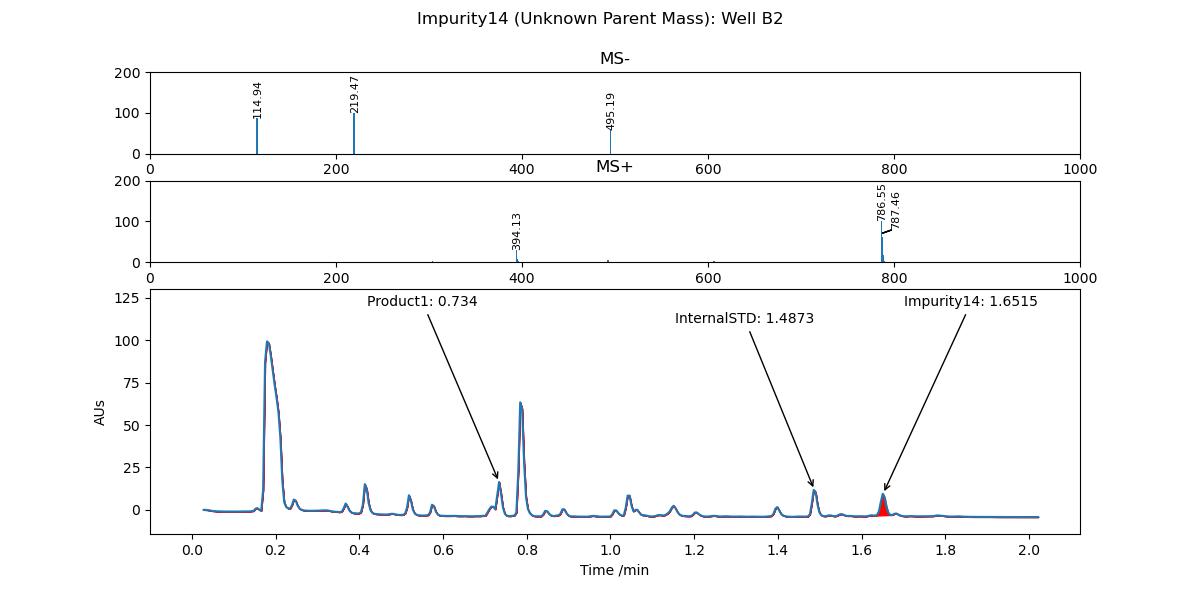 Impurity14 (Unknown Parent Mass): Well B2
MS-
200
100
0
114.94
219.47
495.19
0 200 400 600 800 1000
MS+
200
100
0
394.13
786.55
787.46
0 200 400 600 800 1000
Product1: 0.734
InternalSTD: 1.4873
Impurity14: 1.6515
AUs
125
100
75
50
25
0
0.0 0.2 0.4 0.6 0.8 1.0 1.2 1.4 1.6 1.8 2.0
Time /min